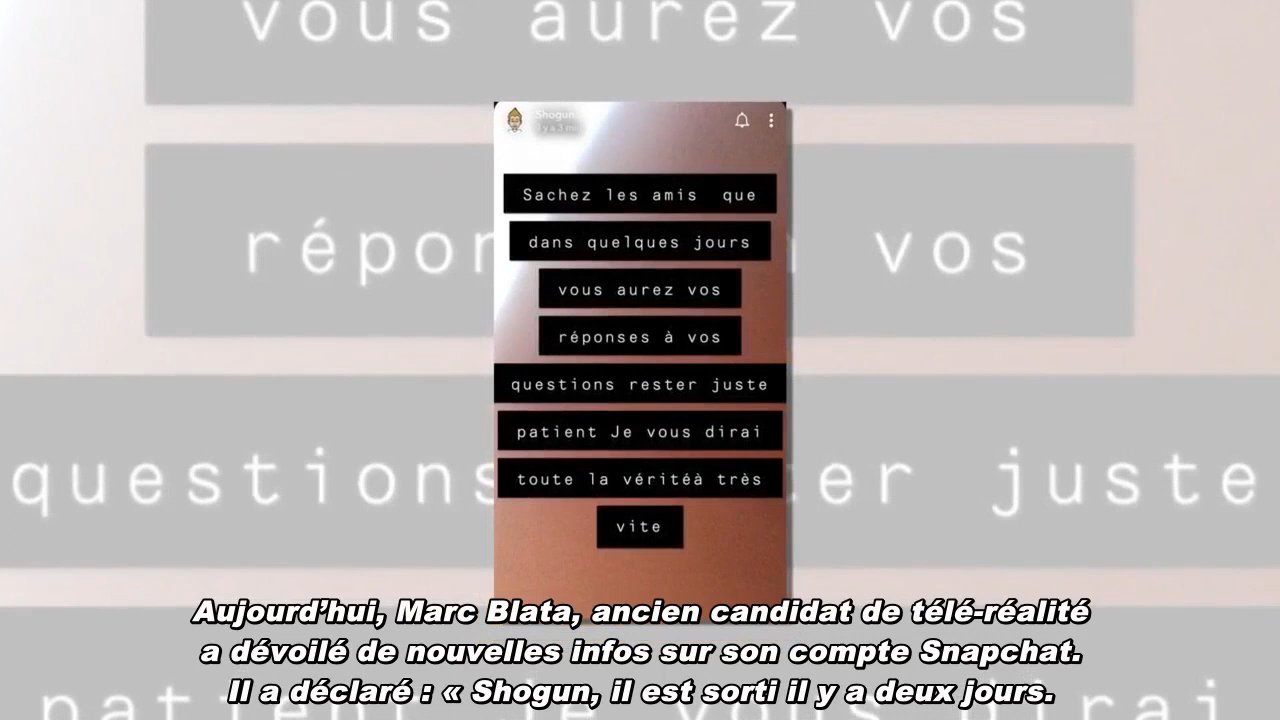 vous aurez vos
Shogun
Il y a 3 min
Sachez les amis que
dans quelques jours
vous aurez vos
réponses à vos
questions rester juste
patient Je vous dirai
toute la véritéà très
vite
vos
questions
juste
Aujourd’hui, Marc Blata, ancien candidat de télé-réalité
a dévoilé de nouvelles infos sur son compte Snapchat.
Il a déclaré : « Shogun, il est sorti il y a deux jours.